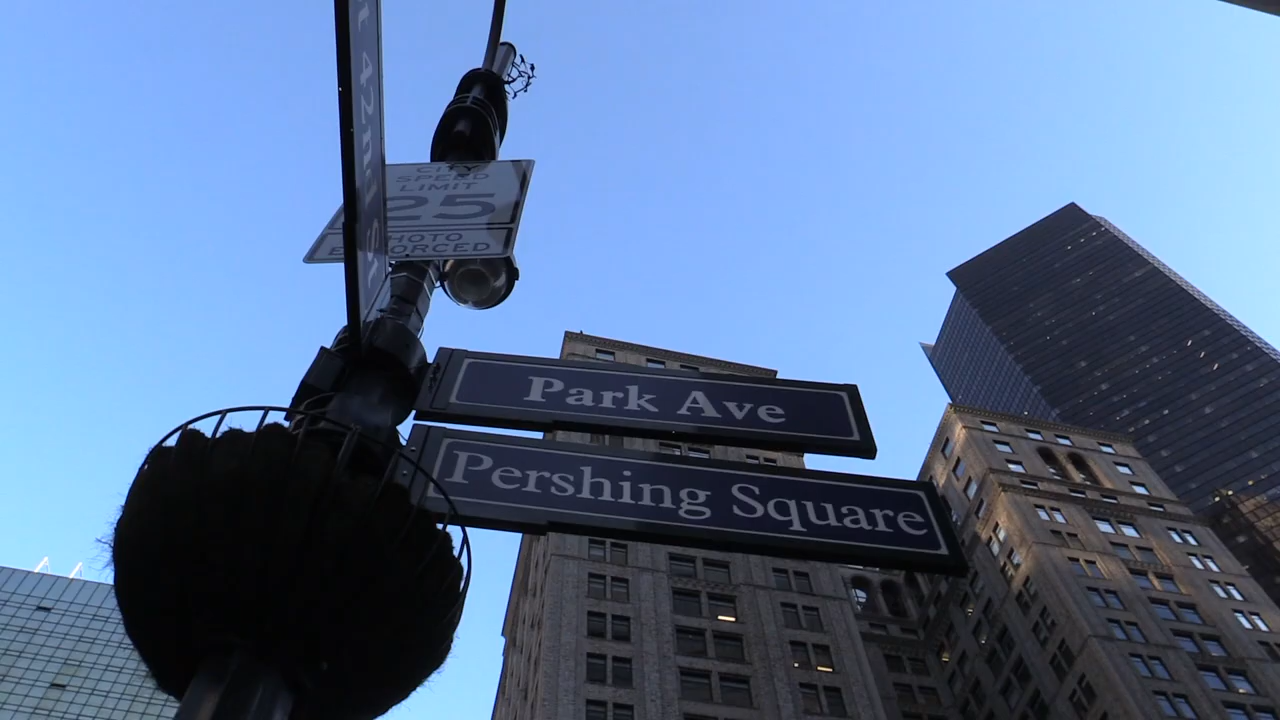 42nd St
CITY
SPEED
LIMIT
25
PHOTO
ENFORCED
Park Ave
Pershing Square